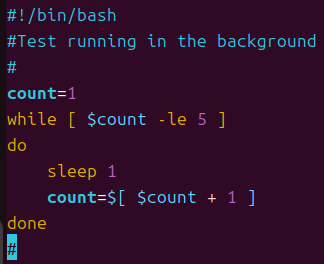 #!/bin/bash
#Test running in the background
#
count=1
while [ $count -le 5 ]
do
    sleep 1
    count=$[ $count + 1 ]
done
#